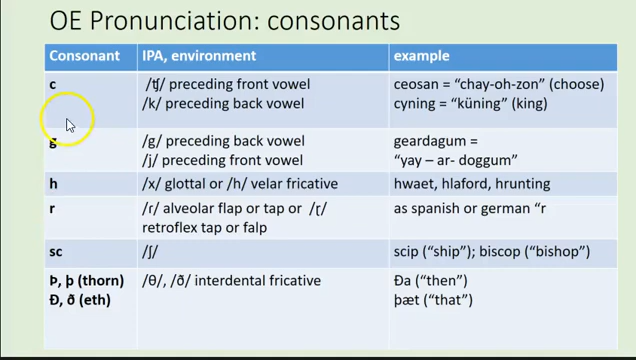 OE Pronunciation: consonants
Consonant IPA, environment example
c /ʧ/ preceding front vowel ceosan = “chay-oh-zon” (choose)
/k/ preceding back vowel cyning = “küning” (king)
g /g/ preceding back vowel geardagum =
/j/ preceding front vowel “yay – ar- doggum”
h /x/ glottal or /h/ velar fricative hwaet, hlaford, hrunting
r /ɾ/ alveolar flap or tap or /ɽ/ as spanish or german “r
retroflex tap or falp
sc /ʃ/ scip (“ship”); biscop (“bishop”)
Þ, þ (thorn) /θ/, /ð/ interdental fricative Ða (“then”)
Ð, ð (eth) þæt (“that”)